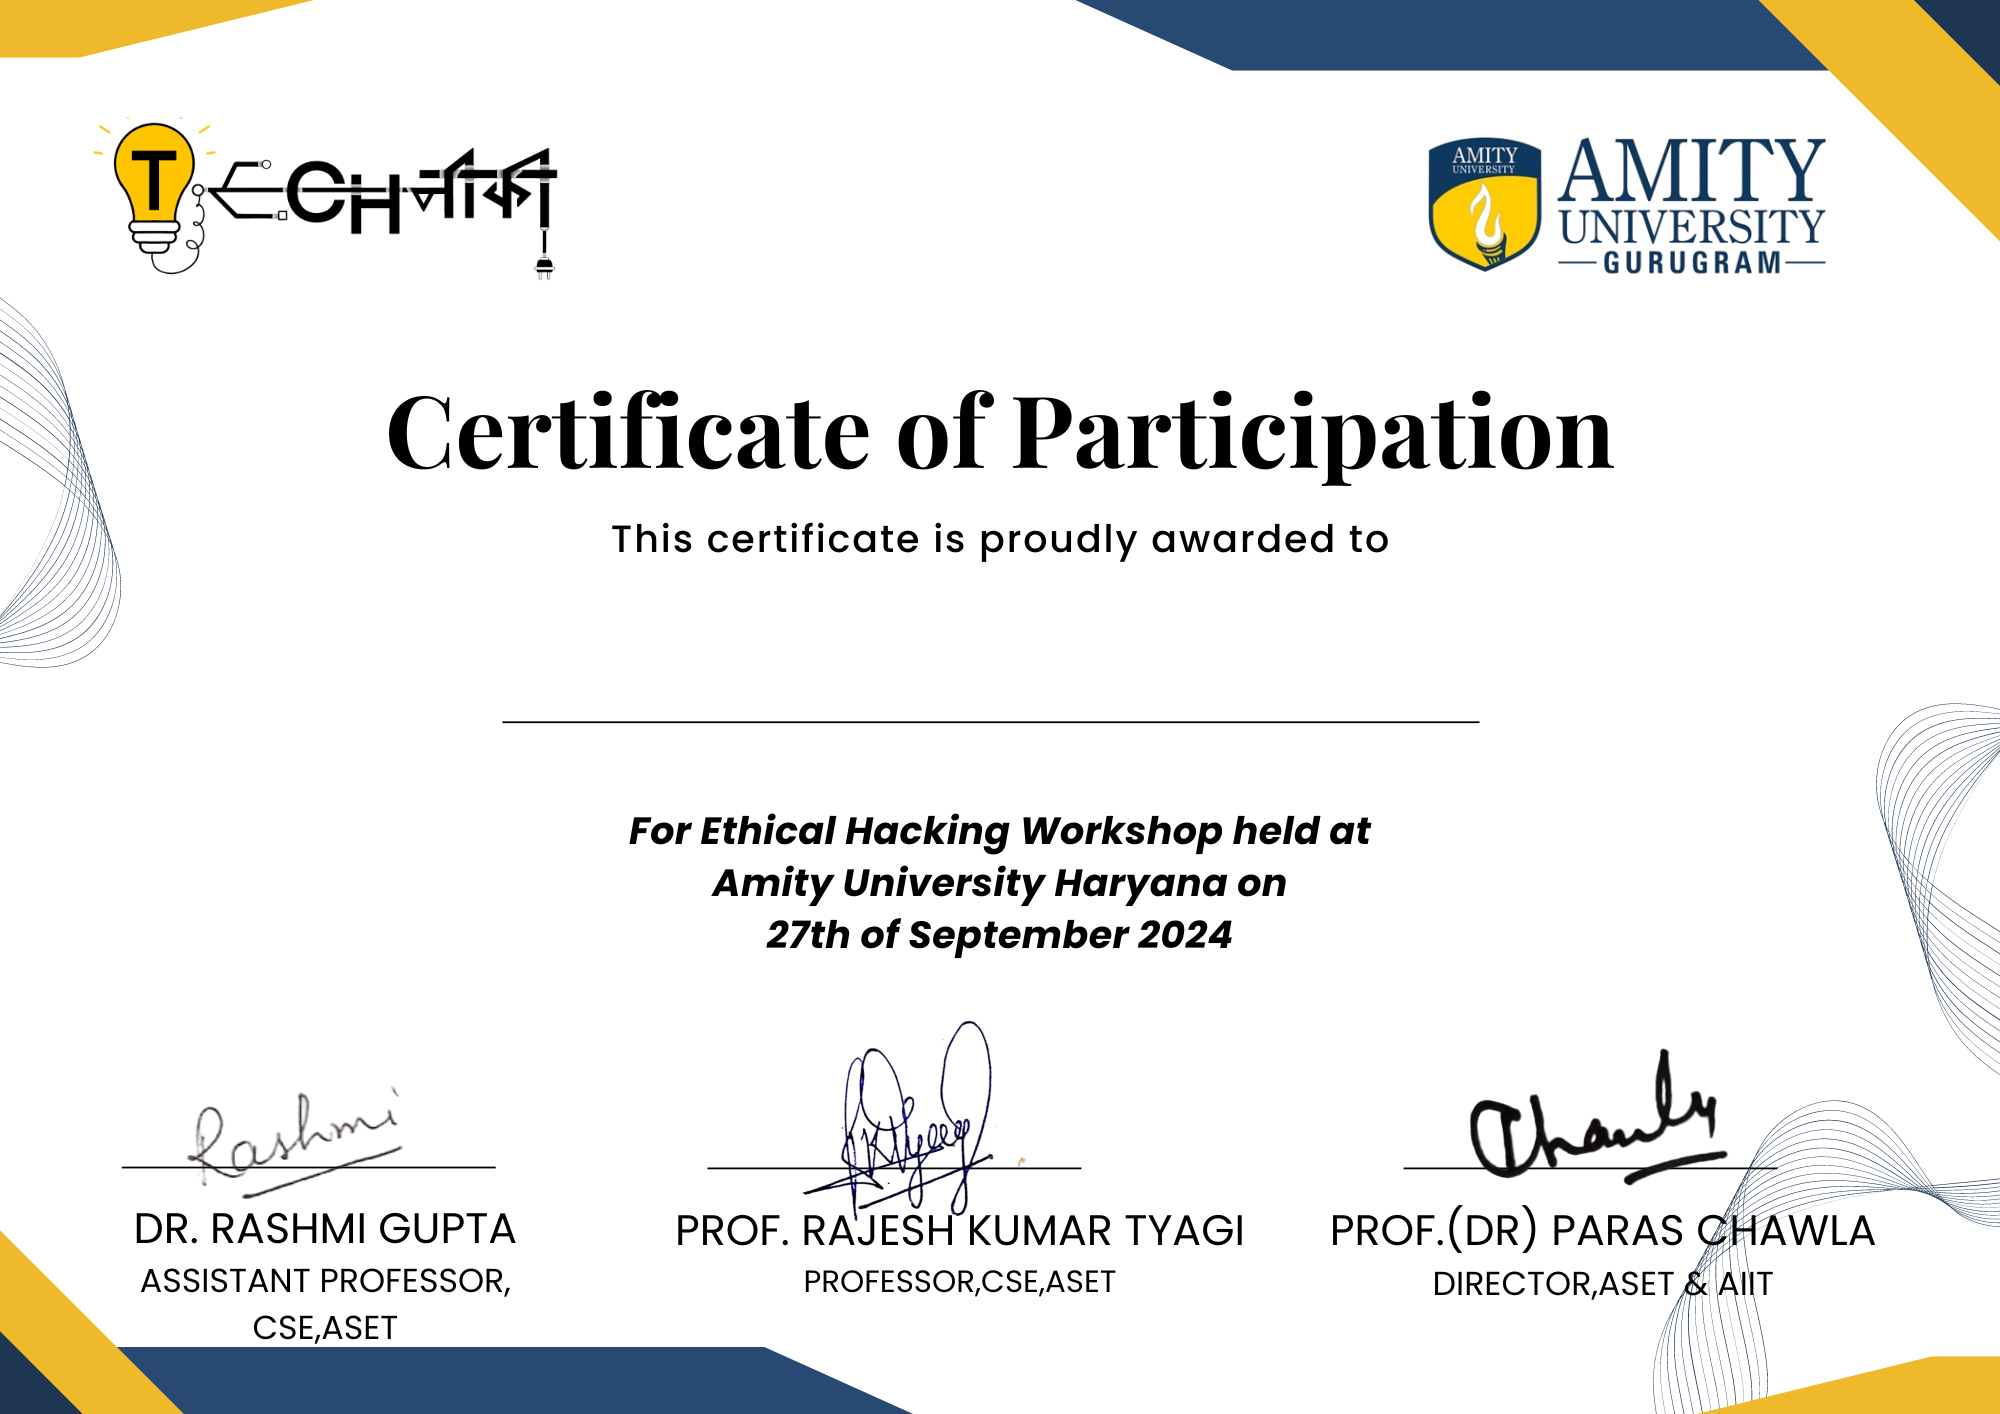 TECHनीका
AMITY
UNIVERSITY
AMITY
UNIVERSITY
GURUGRAM
Certificate of Participation
This certificate is proudly awarded to
For Ethical Hacking Workshop held at
Amity University Haryana on
27th of September 2024
Rashmi
RKTyagi
Chawla
DR. RASHMI GUPTA
ASSISTANT PROFESSOR,
CSE,ASET
PROF. RAJESH KUMAR TYAGI
PROFESSOR,CSE,ASET
PROF.(DR) PARAS CHAWLA
DIRECTOR,ASET & AIIT